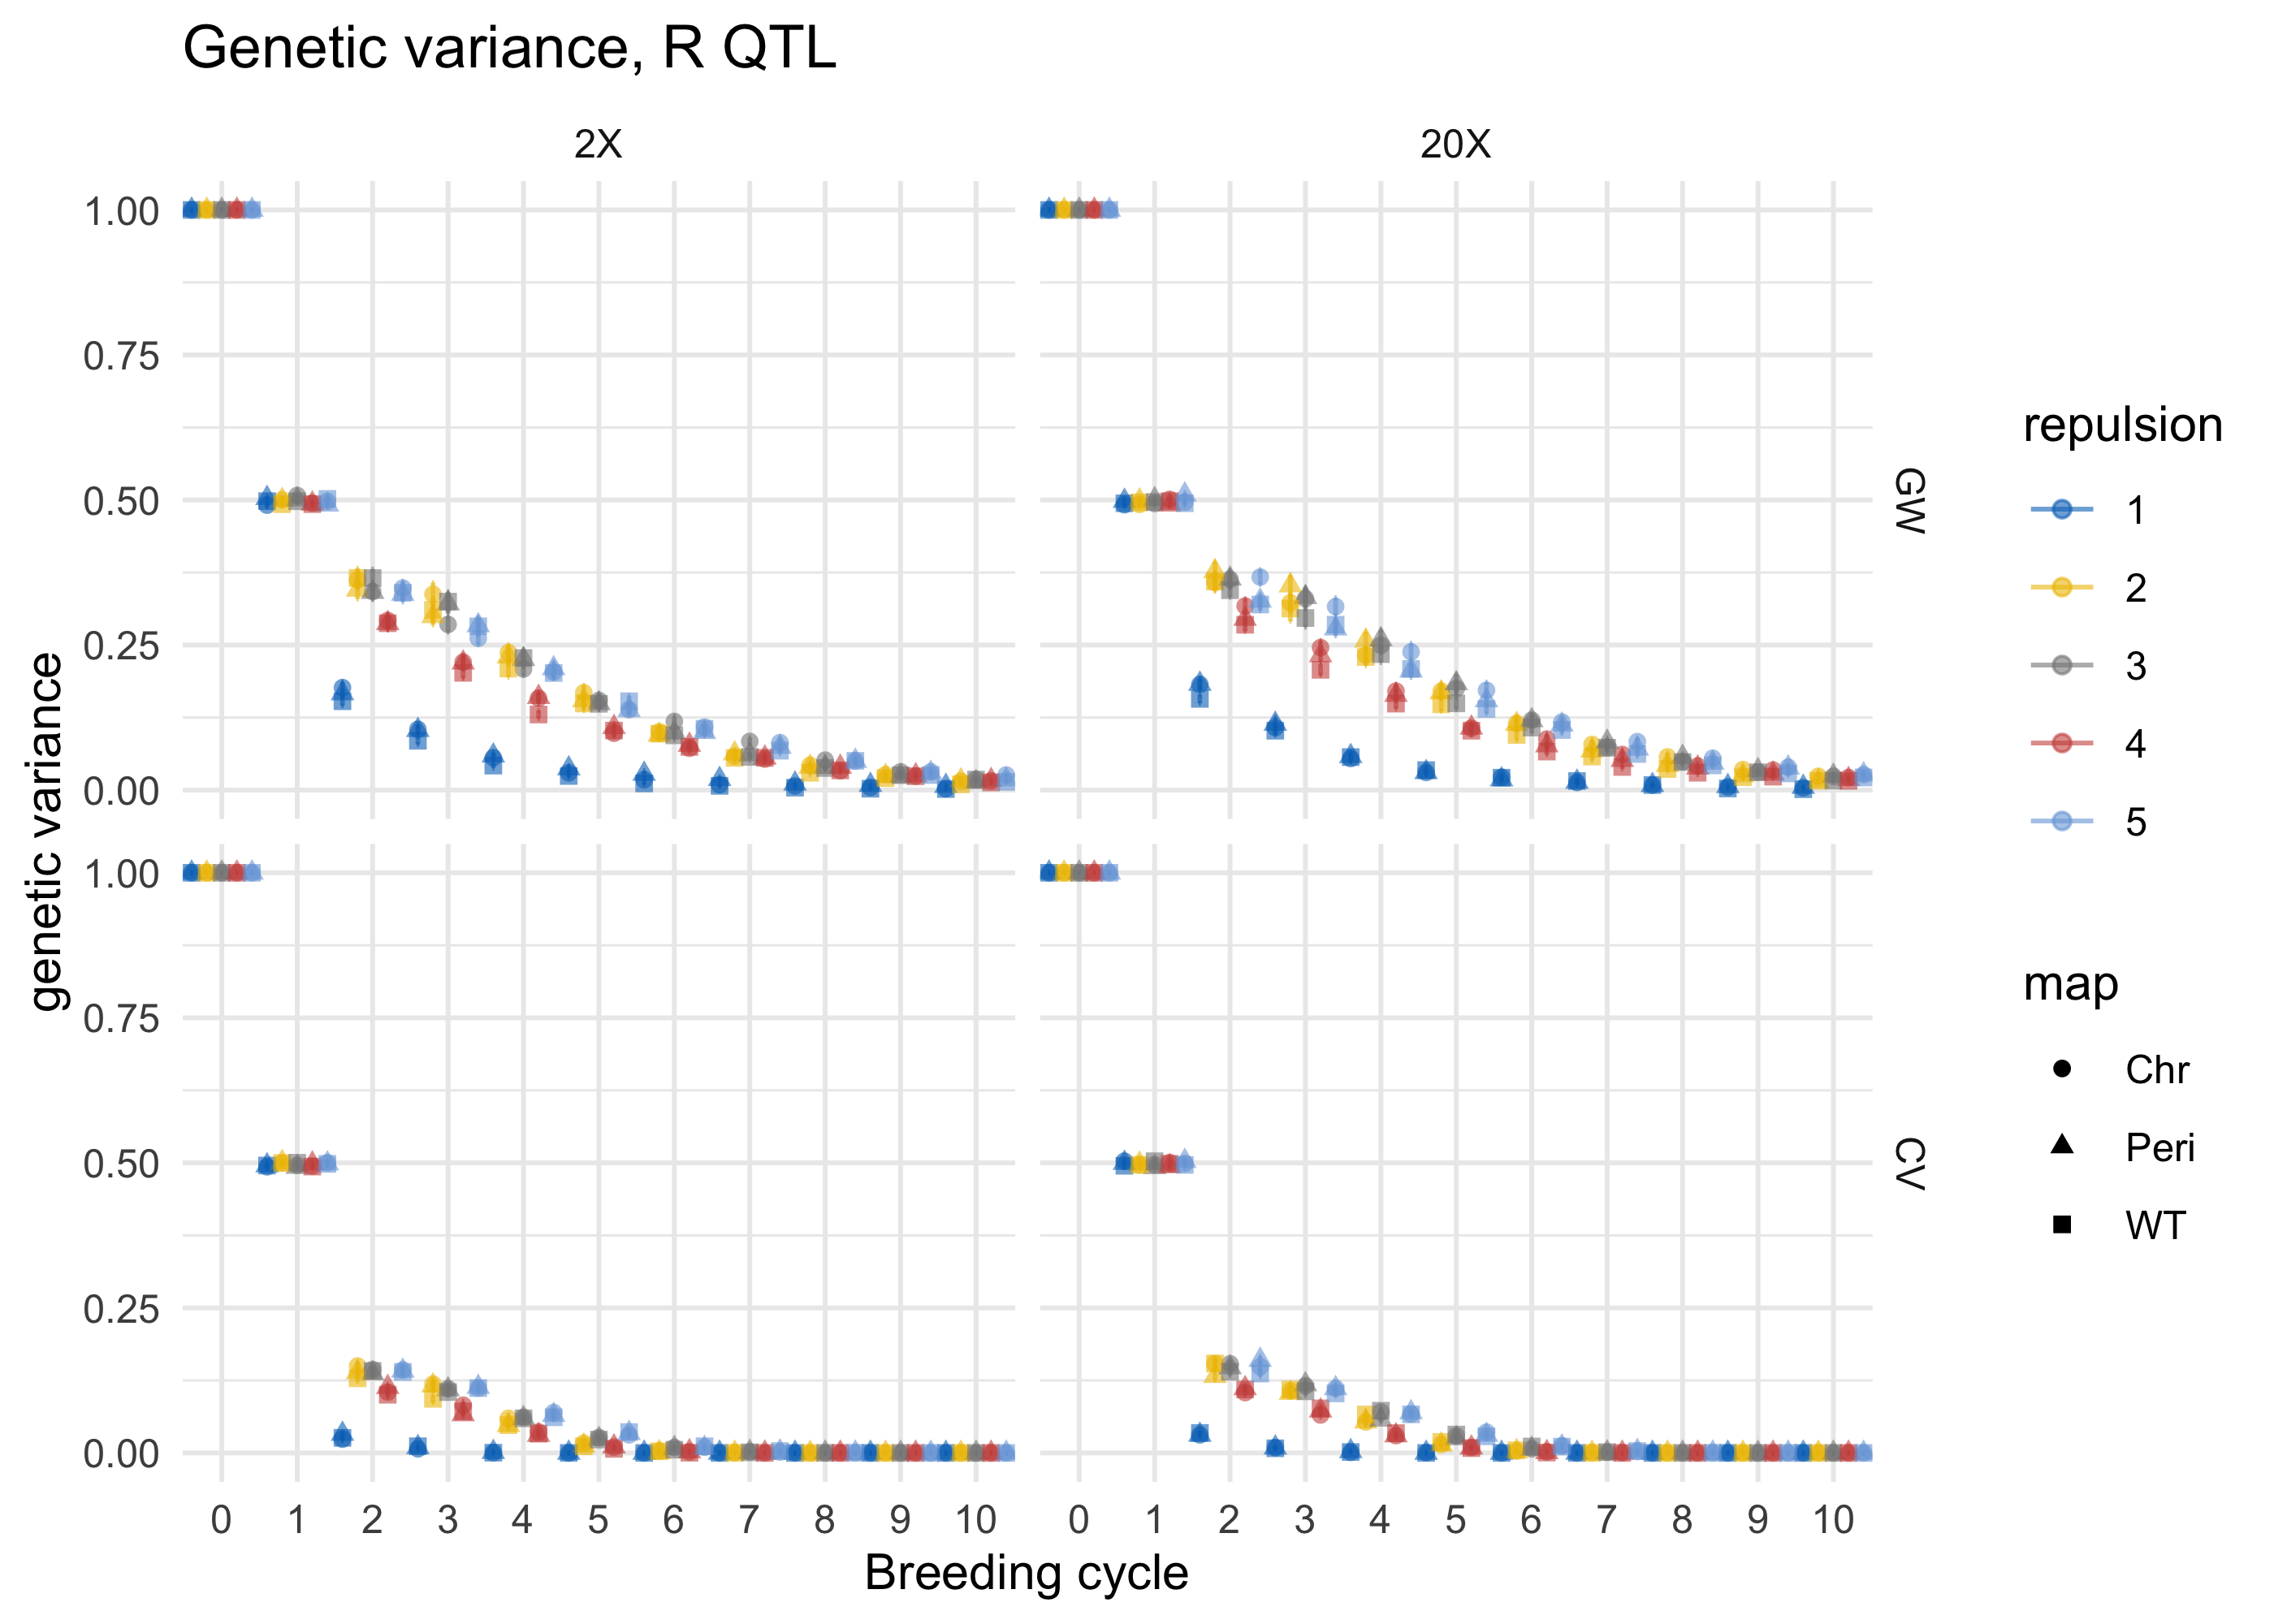 Genetic variance, R QTL
2X
20X
1.00
0.75
0.50
0.25
0.00
GW
1.00
0.75
0.50
0.25
0.00
CV
genetic variance
0 1 2 3 4 5 6 7 8 9 10
0 1 2 3 4 5 6 7 8 9 10
Breeding cycle
repulsion
1
2
3
4
5
map
Chr
Peri
WT